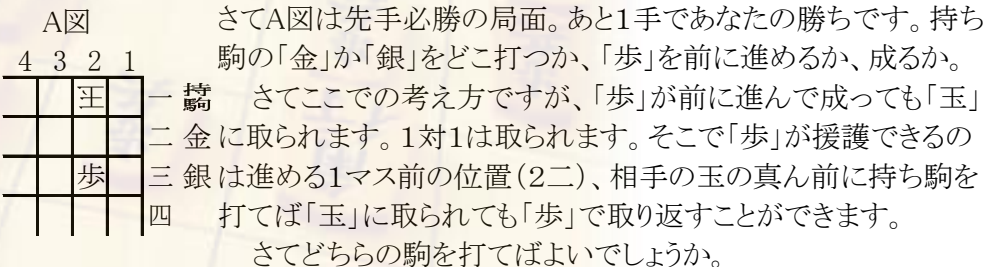 A図
4 3 2 1
王 一
二
歩 三
四
持駒
金
銀
さてA図は先手必勝の局面。あと1手であなたの勝ちです。持ち
駒の「金」か「銀」をどこ打つか、「歩」を前に進めるか、成るか。
さてここでの考え方ですが、「歩」が前に進んで成っても「玉」
に取られます。1対1は取られます。そこで「歩」が援護できるの
は進める1マス前の位置(2二)、相手の玉の真ん前に持ち駒を
打てば「玉」に取られても「歩」で取り返すことができます。
さてどちらの駒を打てばよいでしょうか。